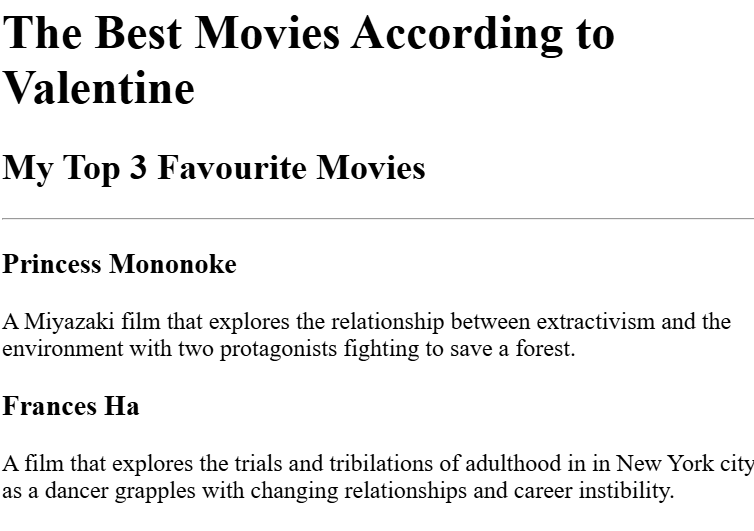 The Best Movies According to
Valentine
My Top 3 Favourite Movies
Princess Mononoke
A Miyazaki film that explores the relationship between extractivism and the
environment with two protagonists fighting to save a forest.
Frances Ha
A film that explores the trials and tribilations of adulthood in in New York city
as a dancer grapples with changing relationships and career instibility.